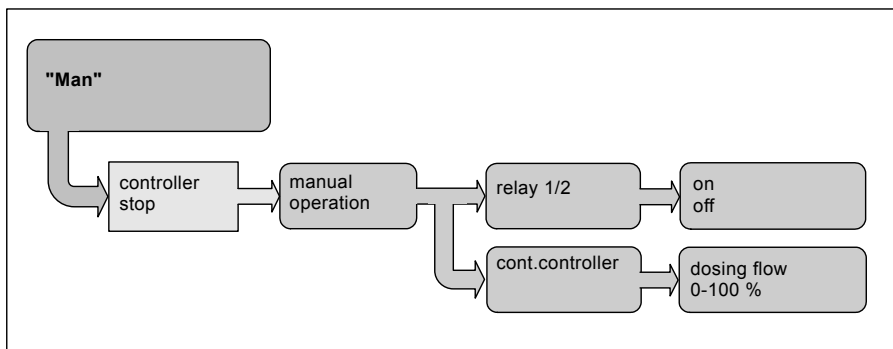 "Man"
controller
stop
manual
operation
relay 1/2
on
off
cont.controller
dosing flow
0-100 %